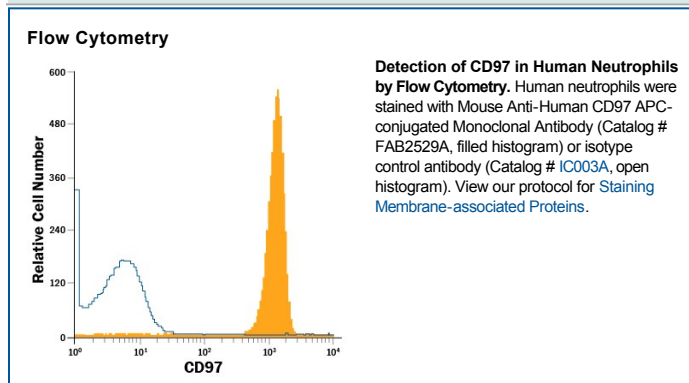 Flow Cytometry
Detection of CD97 in Human Neutrophils
by Flow Cytometry. Human neutrophils were
stained with Mouse Anti-Human CD97 APC-
conjugated Monoclonal Antibody (Catalog #
FAB2529A, filled histogram) or isotype
control antibody (Catalog # IC003A, open
histogram). View our protocol for Staining
Membrane-associated Proteins.
Relative Cell Number
600
480
360
240
120
0
10⁰ 10¹ 10² 10³ 10⁴
CD97